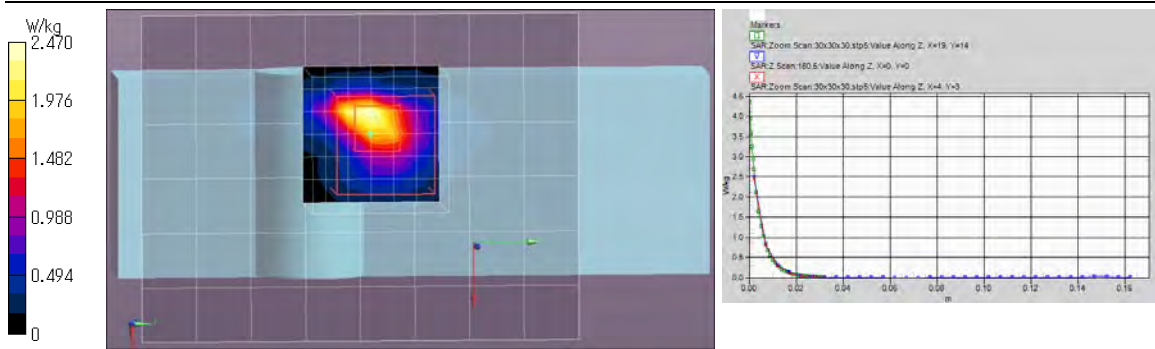 W/kg
2.470
1.976
1.482
0.988
0.494
0
Markers
SAR:Zoom Scan:30x30x30,stp5:Value Along Z, X=19, Y=14
SAR:Z Scan:180,5:Value Along Z, X=0, Y=0
SAR:Zoom Scan:30x30x30,stp5:Value Along Z, X=4, Y=3
4.5
4.0
3.5
3.0
2.5
2.0
1.5
1.0
0.5
0.0
W/kg
0.00 0.02 0.04 0.06 0.08 0.10 0.12 0.14 0.16
m